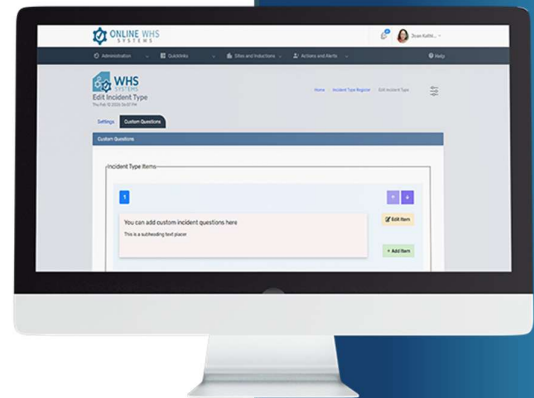 ONLINE WHS
SYSTEMS
Administration
Quicklinks
Sites and Inductions
Actions and Alerts
Help
WHS
SYSTEMS
Edit Incident Type
Home
Incident Type Register
Edit Incident Type
Settings
Custom Questions
Custom Questions
Incident Type Items
1
You can add custom incident questions here
This is a subheading text placer
Edit Item
+ Add Item